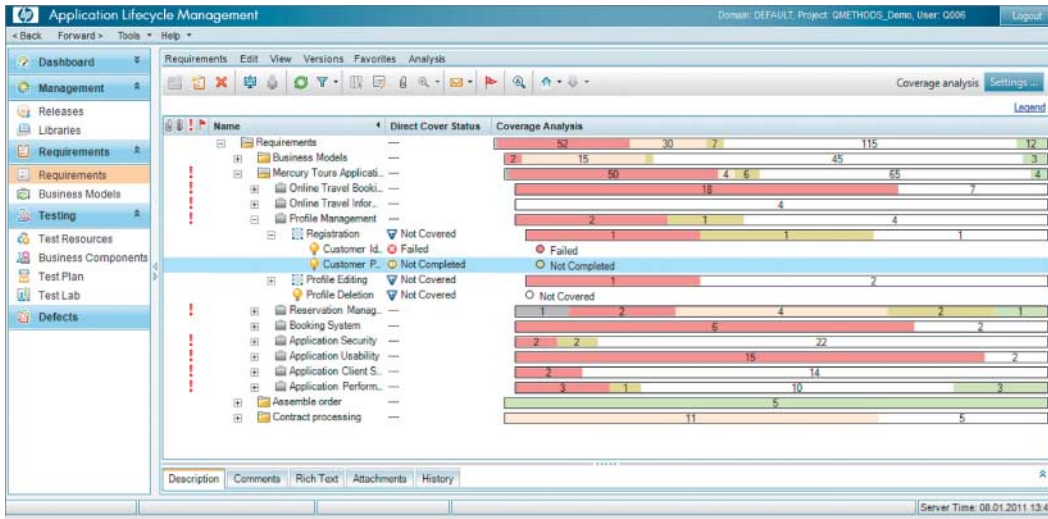 hp Application Lifecycle Management Domain: DEFAULT, Project: QMETHODS_Demo, User: Q006 Logout
< Back Forward > Tools Help
Dashboard
Management
Releases
Libraries
Requirements
Requirements
Business Models
Testing
Test Resources
Business Components
Test Plan
Test Lab
Defects
Requirements Edit View Versions Favorites Analysis
Coverage analysis Settings ...
Legend
Name Direct Cover Status Coverage Analysis
Requirements --- 52 30 7 115 12
Business Models --- 2 15 45 3
Mercury Tours Applicati... --- 50 4 6 65 4
Online Travel Booki... --- 18 7
Online Travel Infor... --- 4
Profile Management --- 2 1 4
Registration Not Covered 1 1 1
Customer Id.. Failed Failed
Customer P... Not Completed Not Completed
Profile Editing Not Covered 1 2
Profile Deletion Not Covered Not Covered
Reservation Manag... --- 1 2 4 2 1
Booking System --- 6 2
Application Security --- 2 2 22
Application Usability --- 15 2
Application Client S... --- 2 14
Application Perform... --- 3 1 10 3
Assemble order --- 5
Contract processing --- 11 5
Description Comments Rich Text Attachments History
Server Time: 08.01.2011 13:4